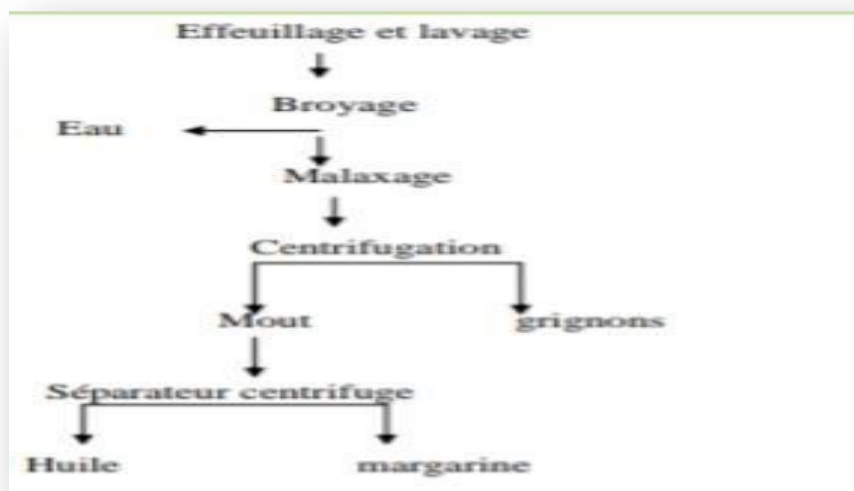 Effeuillage et lavage
Broyage
Eau
Malaxage
Centrifugation
Mout grignons
Séparateur centrifuge
Huile margarine